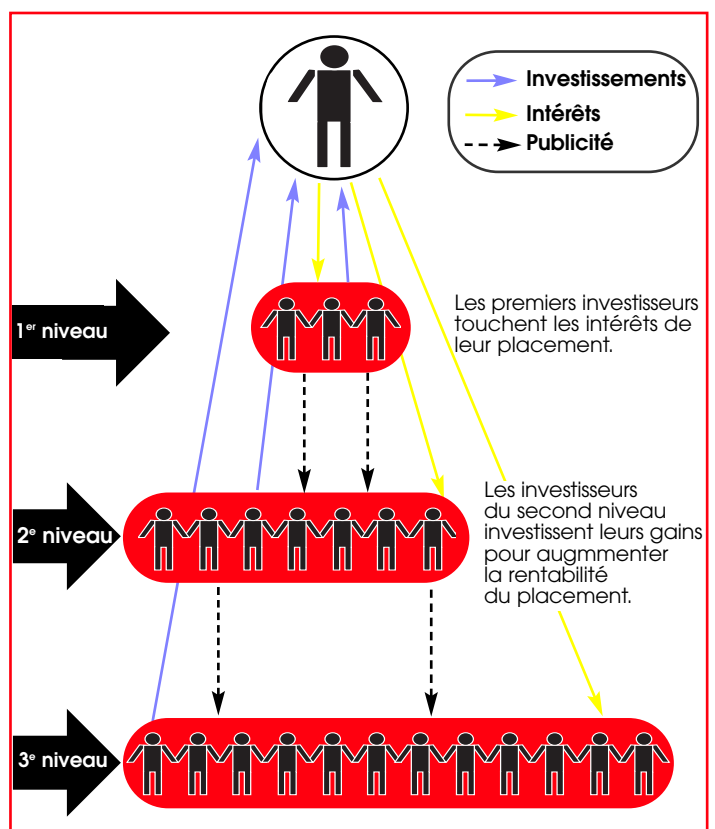 Investissements
Intérêts
Publicité
1er niveau
Les premiers investisseurs
touchent les intérêts de
leur placement.
2e niveau
Les investisseurs
du second niveau
investissent leurs gains
pour augmmenter
la rentabilité
du placement.
3e niveau